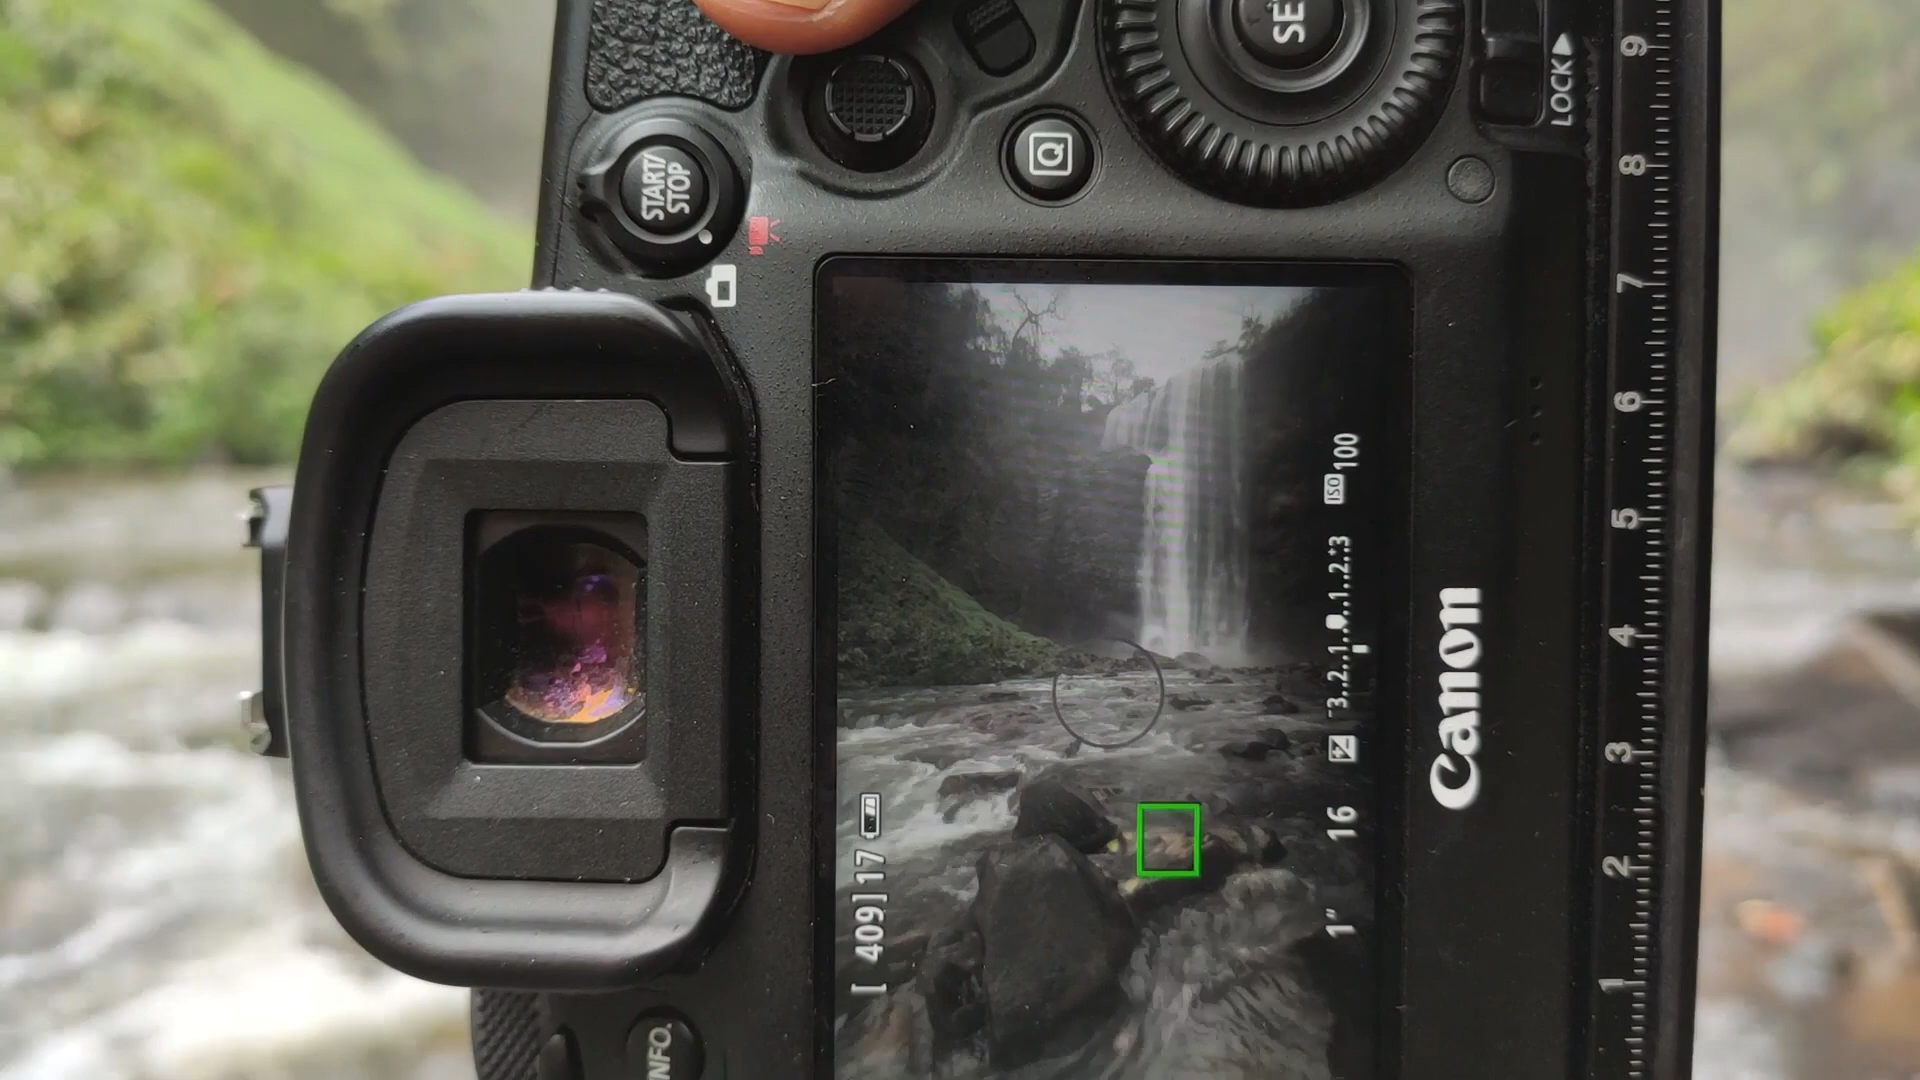 SET
LOCK▶
START/
STOP
Q
ISO 100
-3..2..1..0..1..2..+3
16
1"
[ 409]17
Canon
INFO.
9
8
7
6
5
4
3
2
1